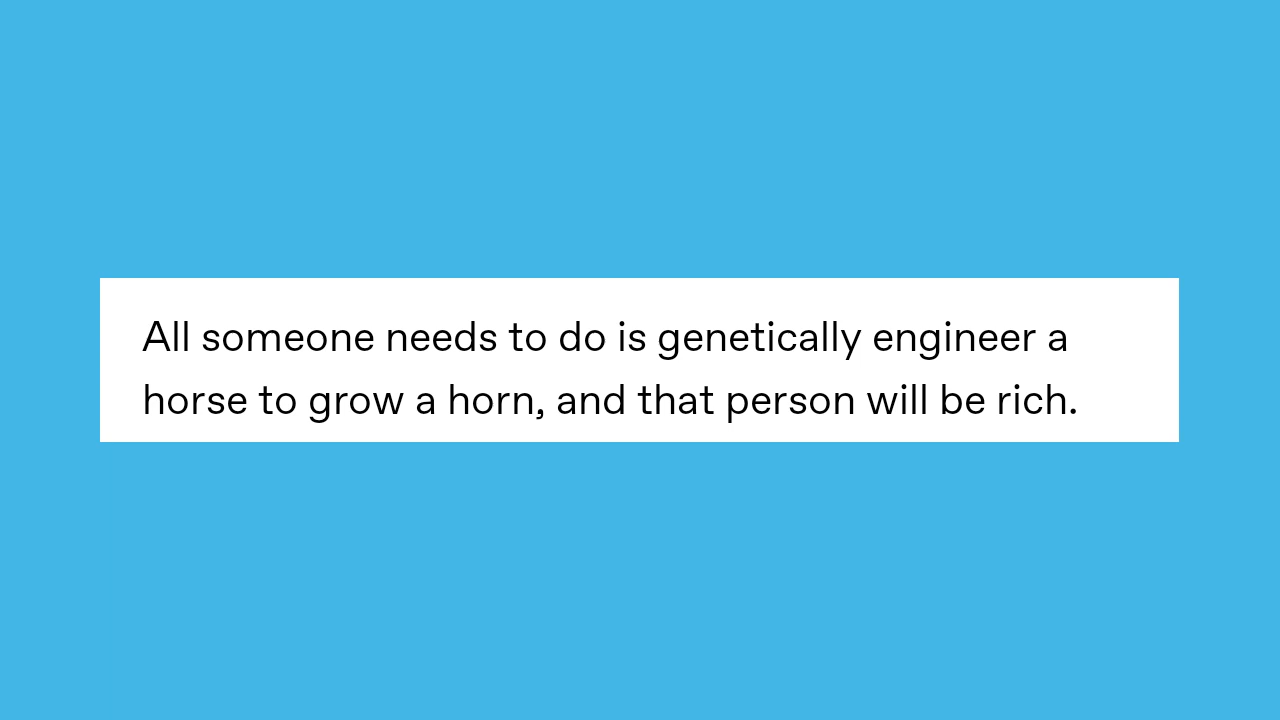 All someone needs to do is genetically engineer a
horse to grow a horn, and that person will be rich.